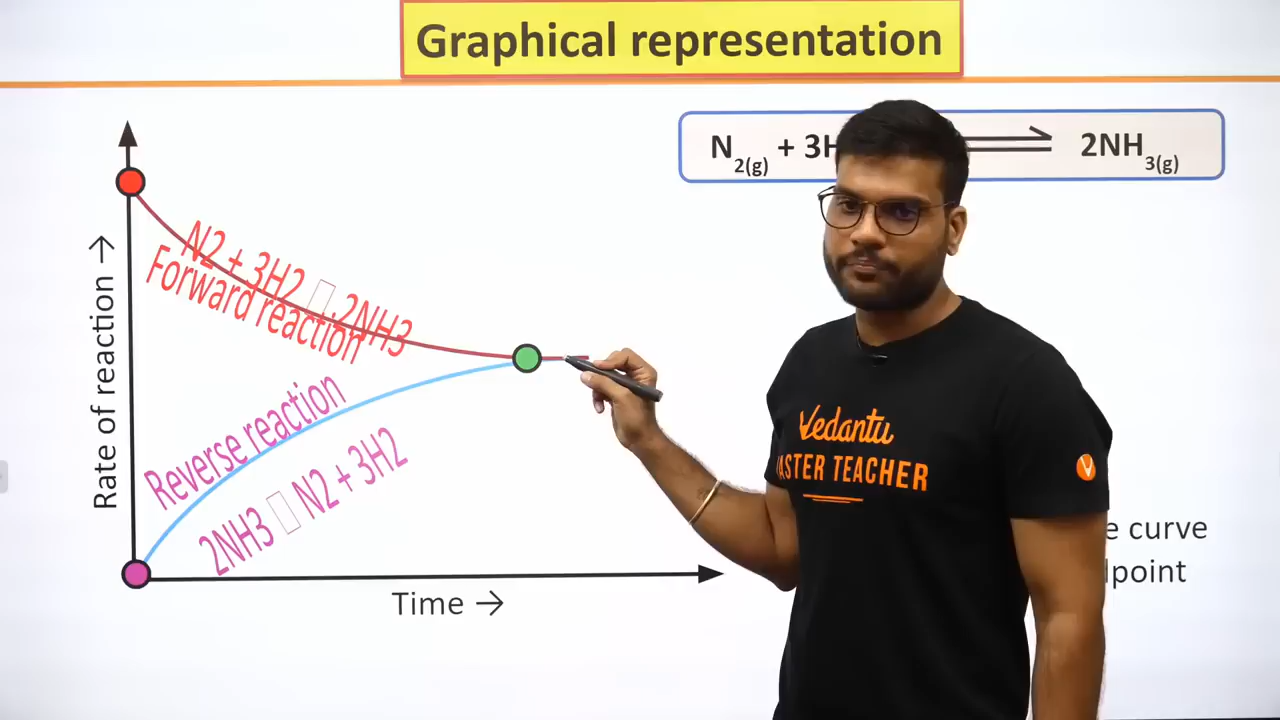 Graphical representation
N2(g) + 3H ⇌ 2NH3(g)
Rate of reaction →
N2 + 3H2 □ 2NH3
Forward reaction
Reverse reaction
2NH3 □ N2 + 3H2
Time →
Vedantu
ASTER TEACHER
V
e curve
point